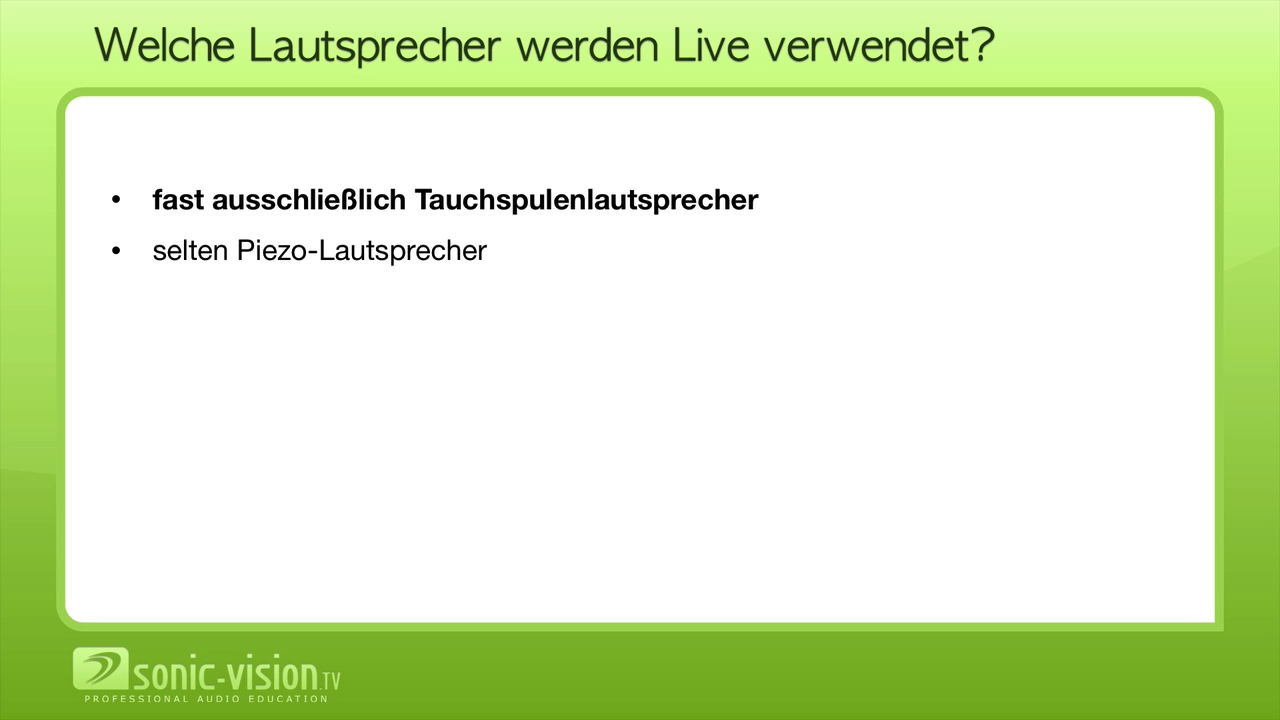 Welche Lautsprecher werden Live verwendet?
• fast ausschließlich Tauchspulenlautsprecher
• selten Piezo-Lautsprecher
sonic-vision.TV
PROFESSIONAL AUDIO EDUCATION